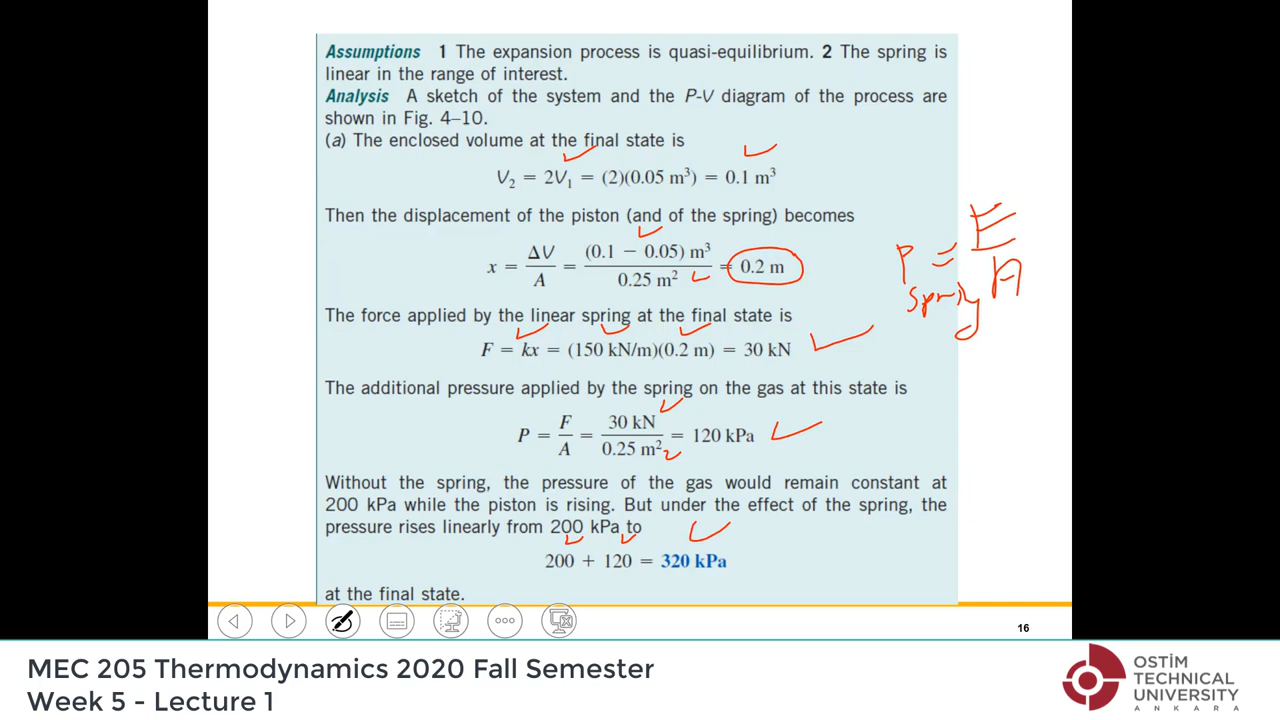 Assumptions 1 The expansion process is quasi-equilibrium. 2 The spring is
linear in the range of interest.
Analysis A sketch of the system and the P-V diagram of the process are
shown in Fig. 4–10.
(a) The enclosed volume at the final state is
V₂ = 2V₁ = (2)(0.05 m³) = 0.1 m³
Then the displacement of the piston (and of the spring) becomes
x = ΔV/A = (0.1 − 0.05) m³/0.25 m² = 0.2 m
P = F/A
spring
The force applied by the linear spring at the final state is
F = kx = (150 kN/m)(0.2 m) = 30 kN
The additional pressure applied by the spring on the gas at this state is
P = F/A = 30 kN/0.25 m² = 120 kPa
Without the spring, the pressure of the gas would remain constant at
200 kPa while the piston is rising. But under the effect of the spring, the
pressure rises linearly from 200 kPa to
200 + 120 = 320 kPa
at the final state.
16
MEC 205 Thermodynamics 2020 Fall Semester
Week 5 - Lecture 1
OSTİM
TECHNICAL
UNIVERSITY
ANKARA